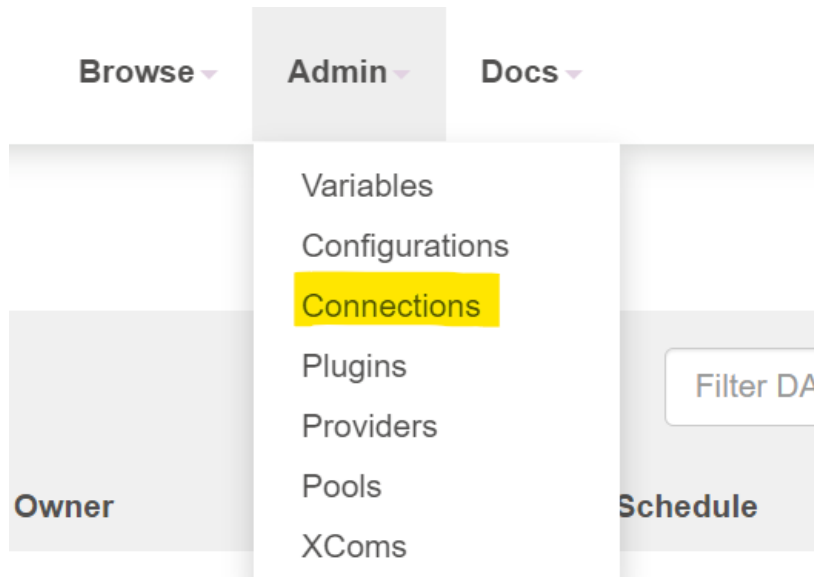 Browse Admin Docs
Variables
Configurations
Connections
Plugins
Filter DA
Providers
Pools
Owner Schedule
XComs